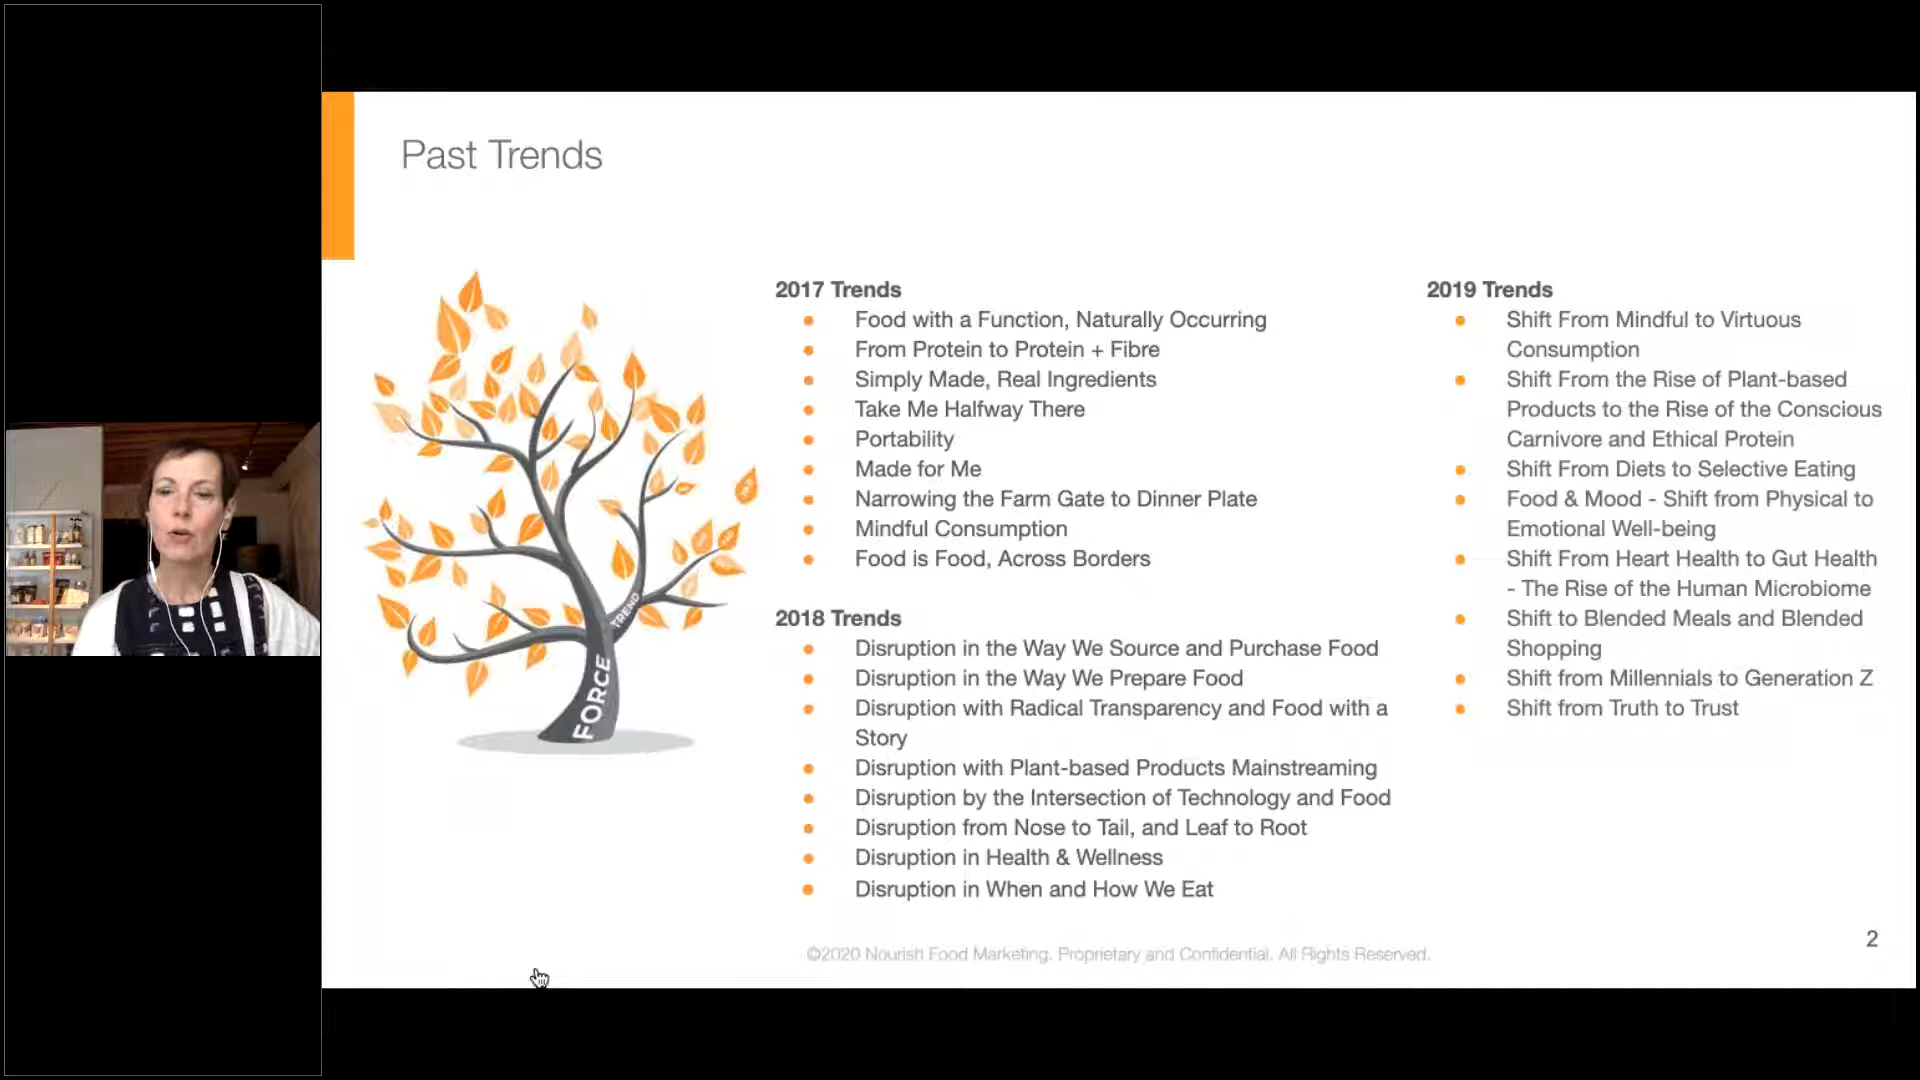 Past Trends
2017 Trends
Food with a Function, Naturally Occurring
From Protein to Protein + Fibre
Simply Made, Real Ingredients
Take Me Halfway There
Portability
Made for Me
Narrowing the Farm Gate to Dinner Plate
Mindful Consumption
Food is Food, Across Borders
2018 Trends
Disruption in the Way We Source and Purchase Food
Disruption in the Way We Prepare Food
Disruption with Radical Transparency and Food with a
Story
Disruption with Plant-based Products Mainstreaming
Disruption by the Intersection of Technology and Food
Disruption from Nose to Tail, and Leaf to Root
Disruption in Health & Wellness
Disruption in When and How We Eat
2019 Trends
Shift From Mindful to Virtuous
Consumption
Shift From the Rise of Plant-based
Products to the Rise of the Conscious
Carnivore and Ethical Protein
Shift From Diets to Selective Eating
Food & Mood - Shift from Physical to
Emotional Well-being
Shift From Heart Health to Gut Health
- The Rise of the Human Microbiome
Shift to Blended Meals and Blended
Shopping
Shift from Millennials to Generation Z
Shift from Truth to Trust
TREND
FORCE
©2020 Nourish Food Marketing. Proprietary and Confidential. All Rights Reserved.
2